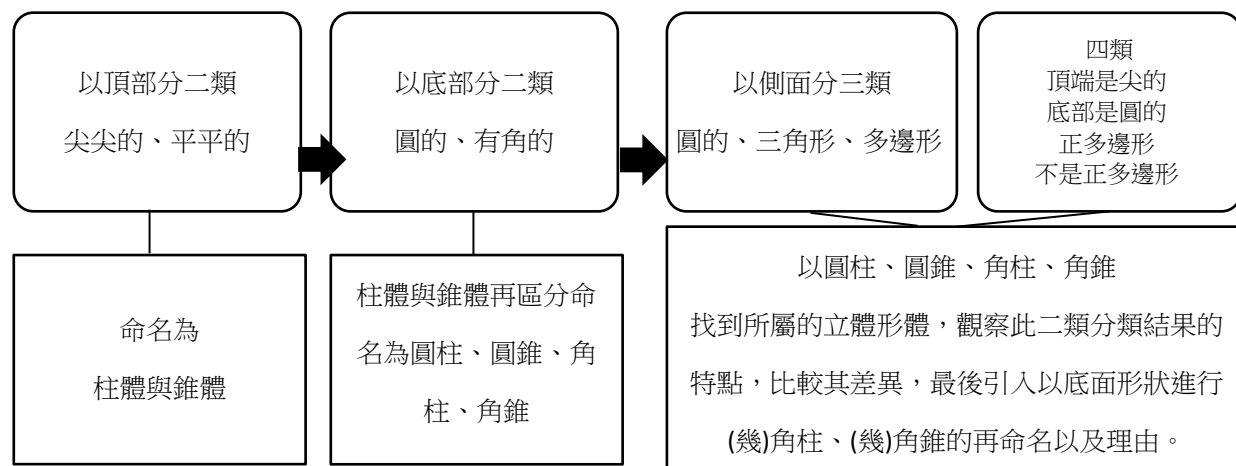 以頂部分二類
尖尖的、平平的
以底部分二類
圓的、有角的
以側面分三類
圓的、三角形、多邊形
四類
頂端是尖的
底部是圓的
正多邊形
不是正多邊形
命名為
柱體與錐體
柱體與錐體再區分命
名為圓柱、圓錐、角
柱、角錐
以圓柱、圓錐、角柱、角錐
找到所屬的立體形體，觀察此二類分類結果的
特點，比較其差異，最後引入以底面形狀進行
(幾)角柱、(幾)角錐的再命名以及理由。